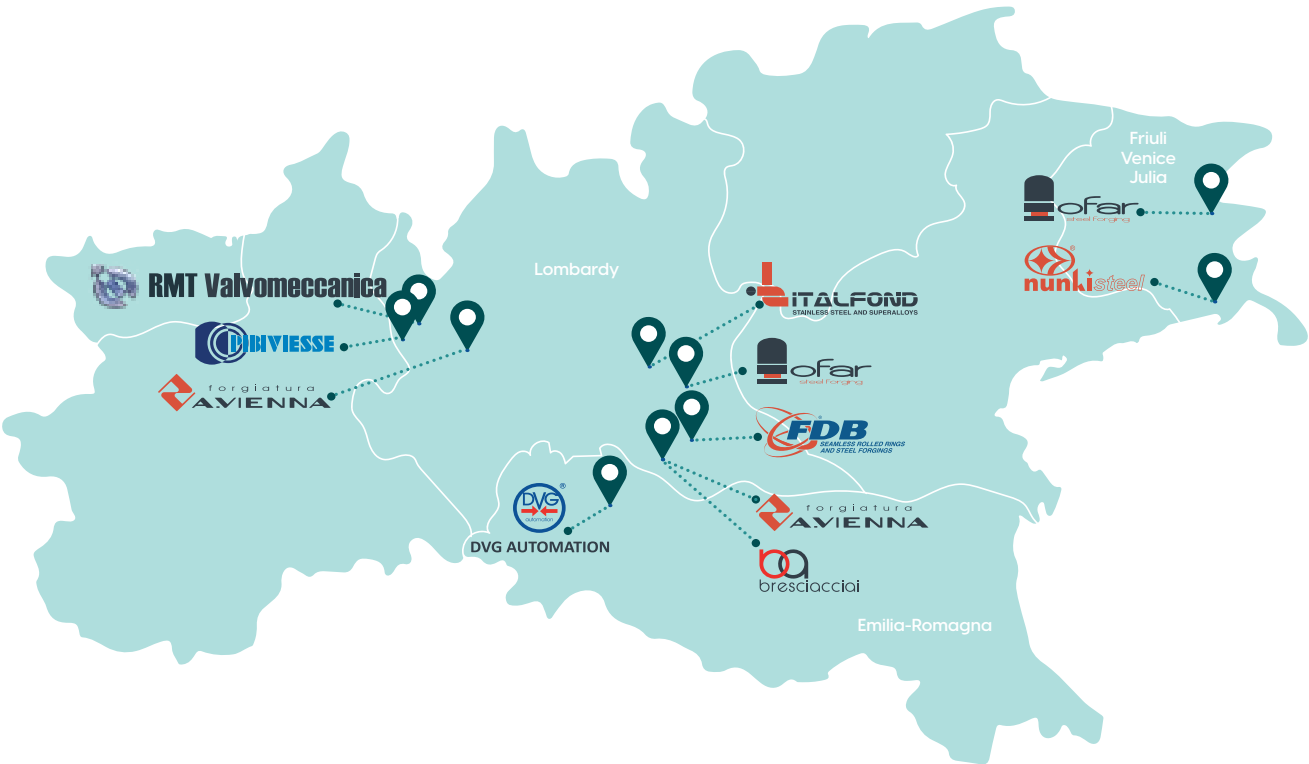 Friuli
Venice
Julia
ofar
steel forging
Lombardy
nunkisteel
®
RMT Valvomeccanica
ITALFOND
STAINLESS STEEL AND SUPERALLOYS
DIBIVIESSE
ofar
steel forging
forgiatura
A.VIENNA
FDB
SEAMLESS ROLLED RINGS
AND STEEL FORGINGS
DVG
®
automation
DVG AUTOMATION
forgiatura
A.VIENNA
ba
bresciacciai
Emilia-Romagna